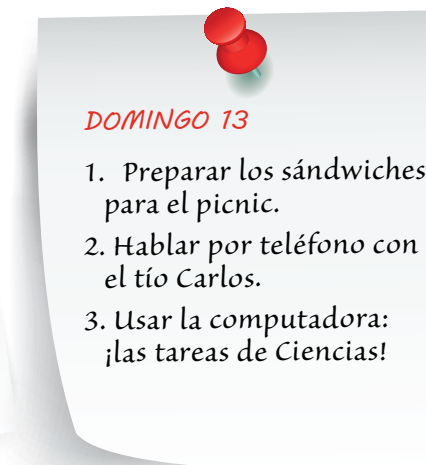 DOMINGO 13
1. Preparar los sándwiches
para el picnic.
2. Hablar por teléfono con
el tío Carlos.
3. Usar la computadora:
¡las tareas de Ciencias!